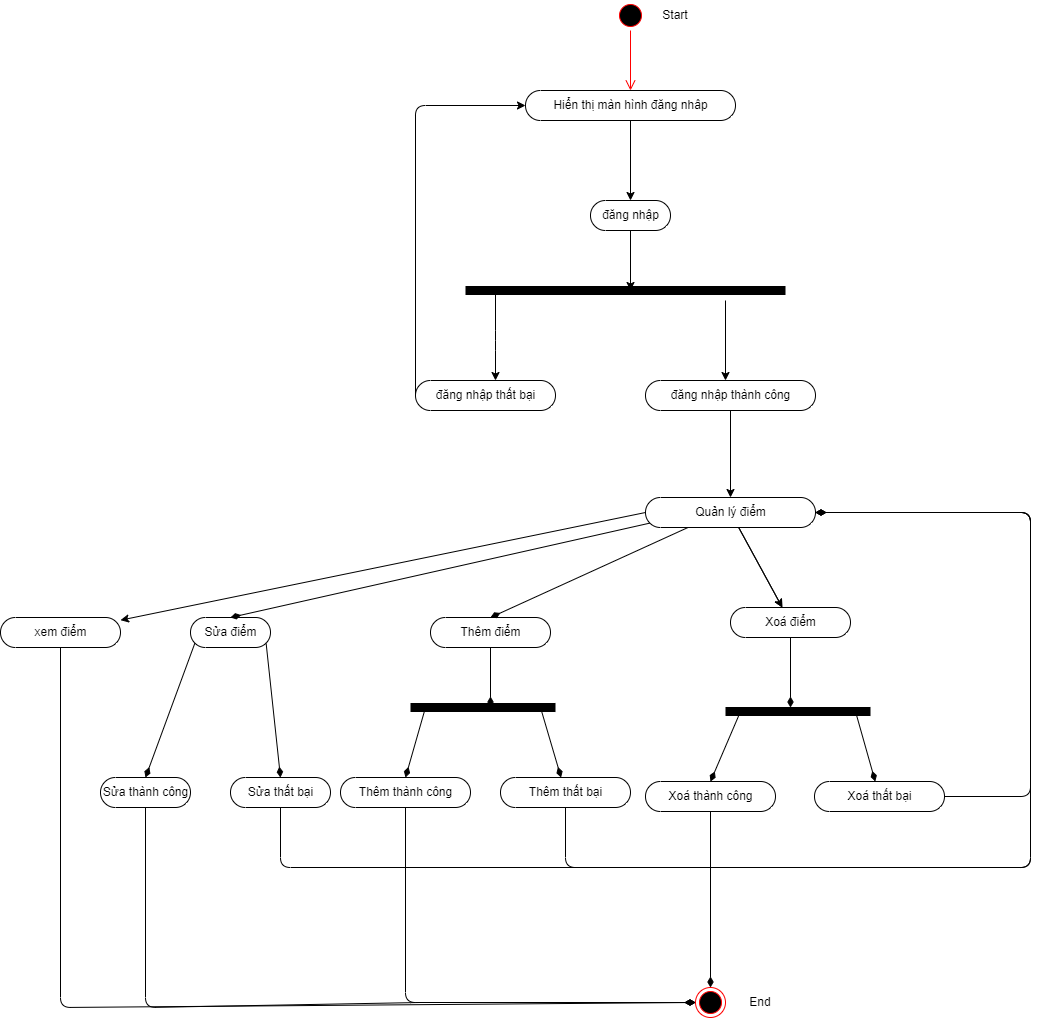 Start
Hiển thị màn hình đăng nhâp
đăng nhập
đăng nhập thất bại
đăng nhập thành công
Quản lý điểm
xem điểm
Sửa điểm
Thêm điểm
Xoá điểm
Sửa thành công
Sửa thất bại
Thêm thành công
Thêm thất bại
Xoá thành công
Xoá thất bại
End